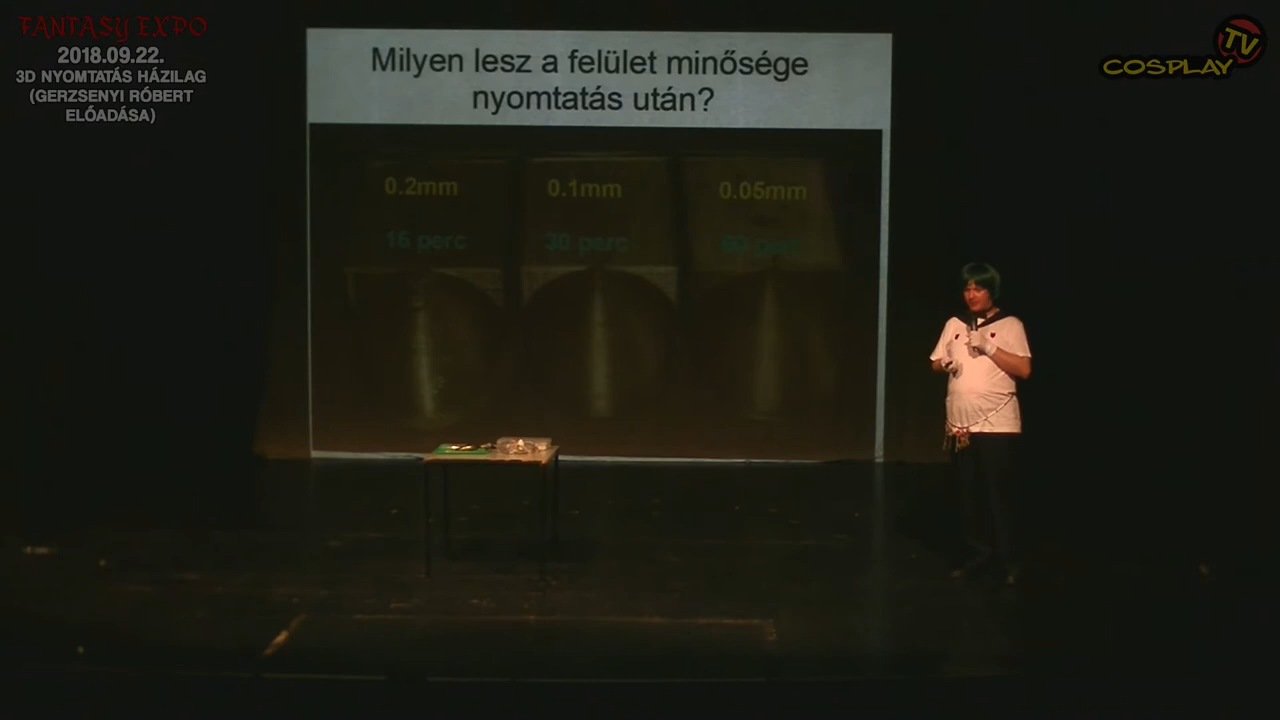 FANTASY EXPO
2018.09.22.
3D NYOMTATÁS HÁZILAG
(GERZSENYI RÓBERT
ELŐADÁSA)
COSPLAY TV
Milyen lesz a felület minősége
nyomtatás után?
0.2mm 0.1mm 0.05mm
15 perc 30 perc